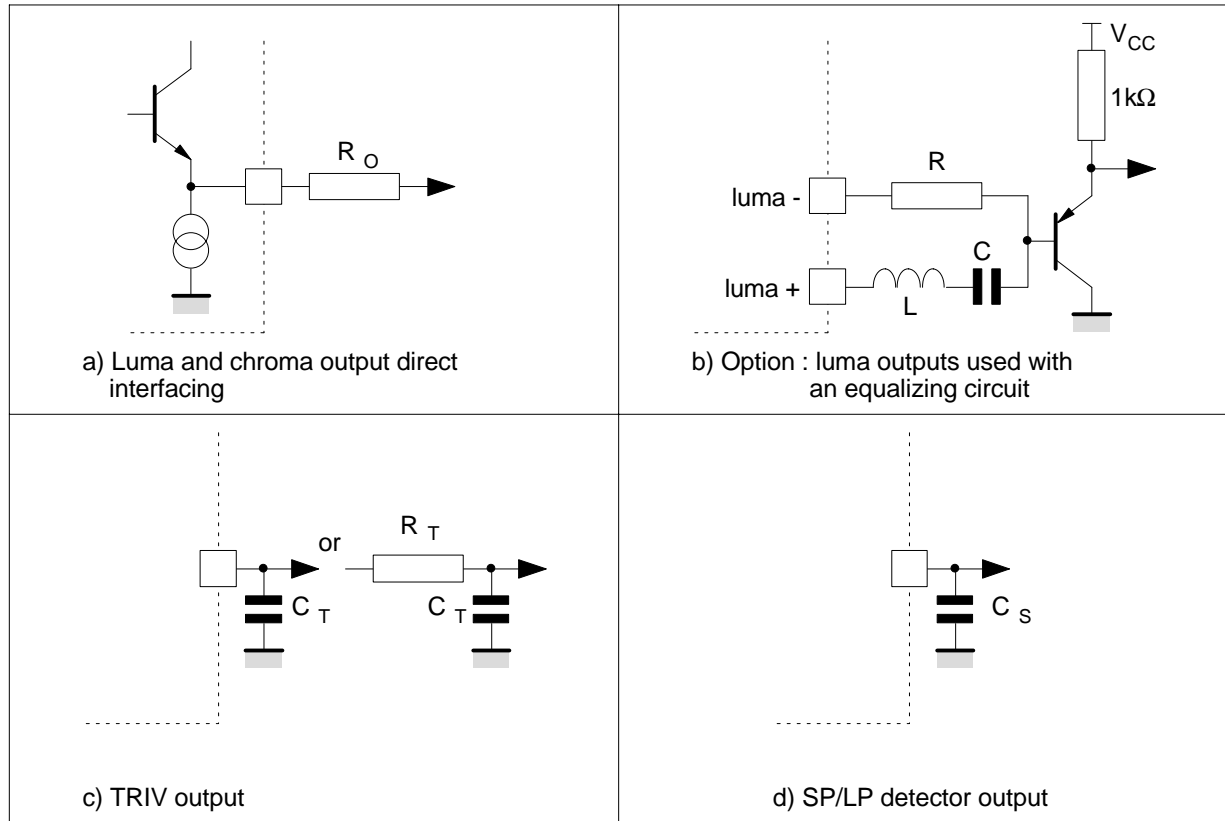 R O
a) Luma and chroma output direct
interfacing
V CC
1kΩ
luma -
R
luma +
L
C
b) Option : luma outputs used with
an equalizing circuit
C T
or
R T
C T
c) TRIV output
C S
d) SP/LP detector output